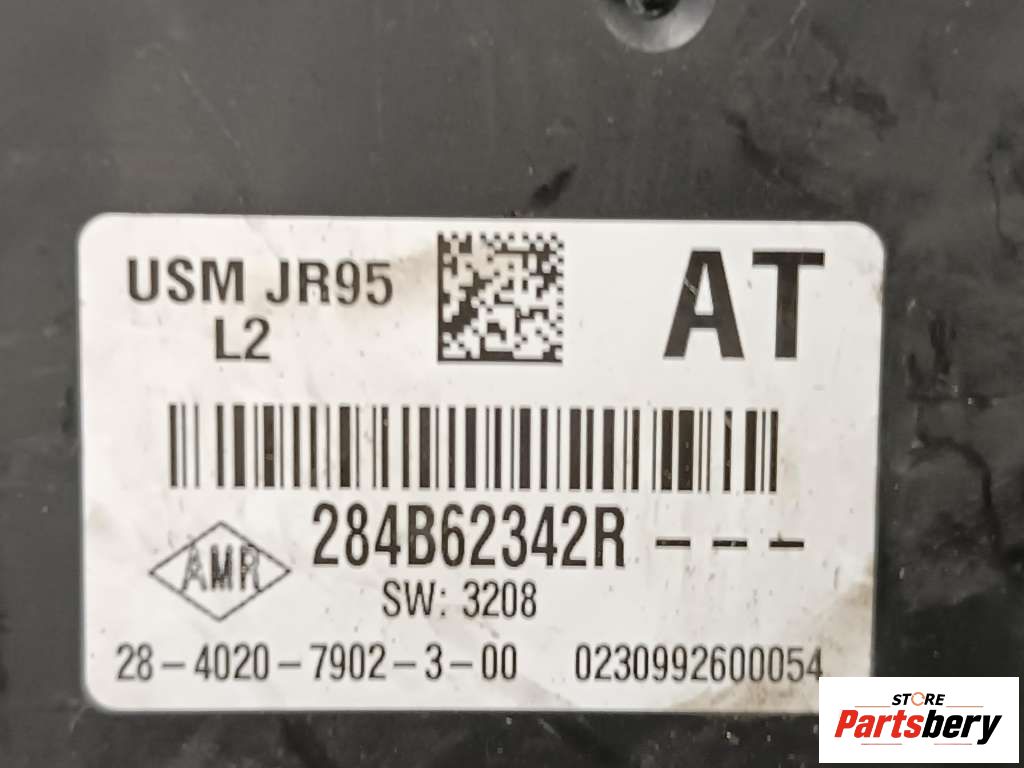 USM JR95
L2
AT
284B62342R - - -
AMR
SW: 3208
28-4020-7902-3-00 0230992600054
STORE
Partsbery